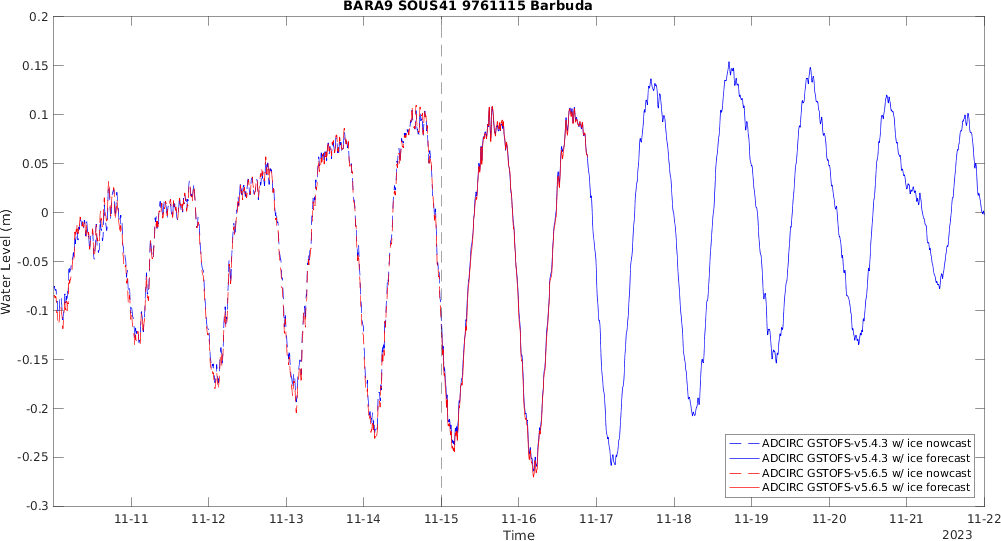 BARA9 SOUS41 9761115 Barbuda
0.2
0.15
0.1
0.05
0
-0.05
-0.1
-0.15
-0.2
-0.25
-0.3
Water Level (m)
11-11 11-12 11-13 11-14 11-15 11-16 11-17 11-18 11-19 11-20 11-21 11-22
Time
2023
ADCIRC GSTOFS-v5.4.3 w/ ice nowcast
ADCIRC GSTOFS-v5.4.3 w/ ice forecast
ADCIRC GSTOFS-v5.6.5 w/ ice nowcast
ADCIRC GSTOFS-v5.6.5 w/ ice forecast